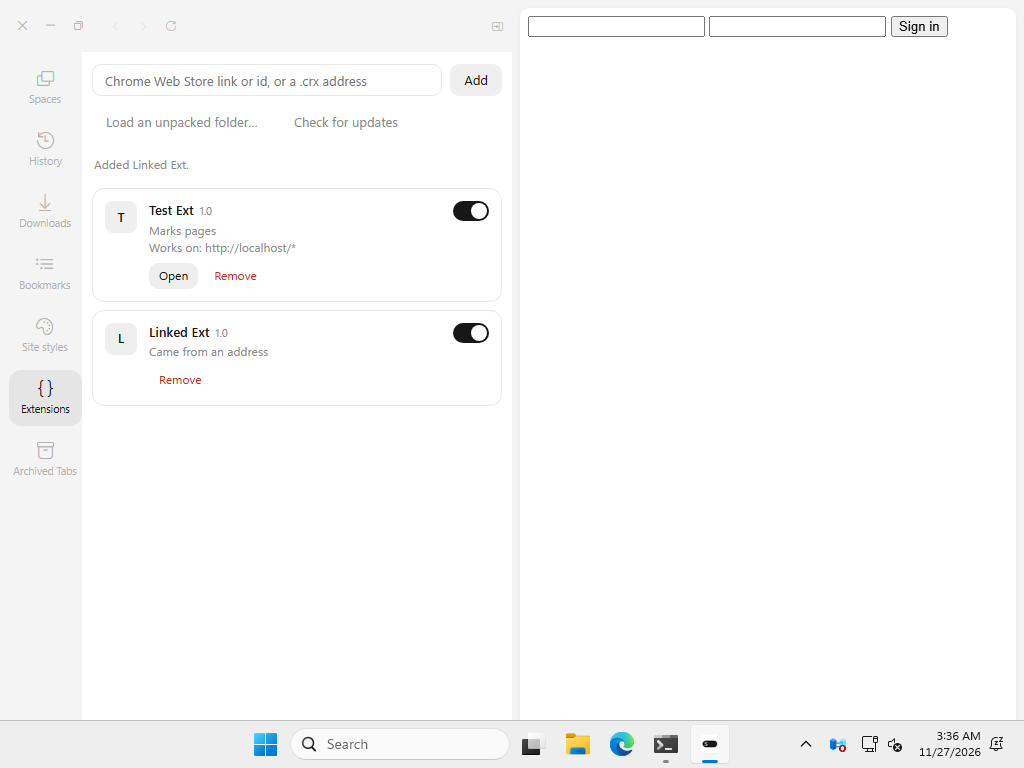 Sign in
Spaces
History
Downloads
Bookmarks
Site styles
Extensions
Archived Tabs
Chrome Web Store link or id, or a .crx address
Add
Load an unpacked folder...
Check for updates
Added Linked Ext.
T
Test Ext 1.0
Marks pages
Works on: http://localhost/*
Open
Remove
L
Linked Ext 1.0
Came from an address
Remove
Search
3:36 AM
11/27/2026